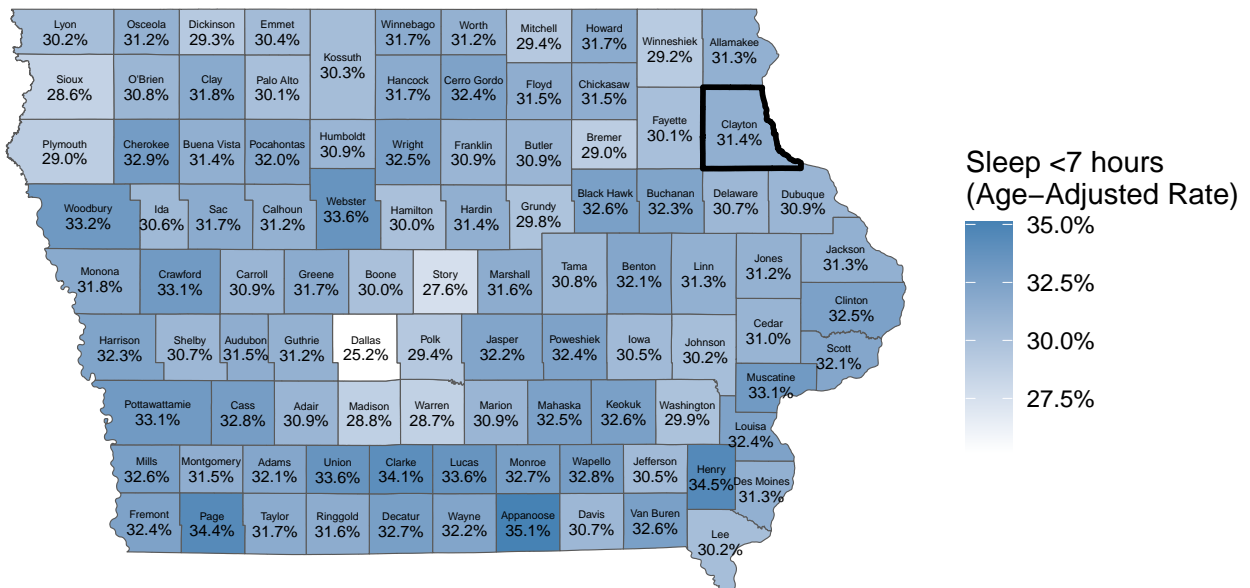 Lyon
30.2%
Osceola
31.2%
Dickinson
29.3%
Emmet
30.4%
Kossuth
30.3%
Winnebago
31.7%
Worth
31.2%
Mitchell
29.4%
Howard
31.7%
Winneshiek
29.2%
Allamakee
31.3%
Sioux
28.6%
O'Brien
30.8%
Clay
31.8%
Palo Alto
30.1%
Hancock
31.7%
Cerro Gordo
32.4%
Floyd
31.5%
Chickasaw
31.5%
Fayette
30.1%
Clayton
31.4%
Plymouth
29.0%
Cherokee
32.9%
Buena Vista
31.4%
Pocahontas
32.0%
Humboldt
30.9%
Wright
32.5%
Franklin
30.9%
Butler
30.9%
Bremer
29.0%
Woodbury
33.2%
Ida
30.6%
Sac
31.7%
Calhoun
31.2%
Webster
33.6%
Hamilton
30.0%
Hardin
31.4%
Grundy
29.8%
Black Hawk
32.6%
Buchanan
32.3%
Delaware
30.7%
Dubuque
30.9%
Monona
31.8%
Crawford
33.1%
Carroll
30.9%
Greene
31.7%
Boone
30.0%
Story
27.6%
Marshall
31.6%
Tama
30.8%
Benton
32.1%
Linn
31.3%
Jones
31.2%
Jackson
31.3%
Clinton
32.5%
Harrison
32.3%
Shelby
30.7%
Audubon
31.5%
Guthrie
31.2%
Dallas
25.2%
Polk
29.4%
Jasper
32.2%
Poweshiek
32.4%
Iowa
30.5%
Johnson
30.2%
Cedar
31.0%
Scott
32.1%
Muscatine
33.1%
Pottawattamie
33.1%
Cass
32.8%
Adair
30.9%
Madison
28.8%
Warren
28.7%
Marion
30.9%
Mahaska
32.5%
Keokuk
32.6%
Washington
29.9%
Louisa
32.4%
Mills
32.6%
Montgomery
31.5%
Adams
32.1%
Union
33.6%
Clarke
34.1%
Lucas
33.6%
Monroe
32.7%
Wapello
32.8%
Jefferson
30.5%
Henry
34.5%
Des Moines
31.3%
Fremont
32.4%
Page
34.4%
Taylor
31.7%
Ringgold
31.6%
Decatur
32.7%
Wayne
32.2%
Appanoose
35.1%
Davis
30.7%
Van Buren
32.6%
Lee
30.2%
Sleep <7 hours
(Age−Adjusted Rate)
35.0%
32.5%
30.0%
27.5%